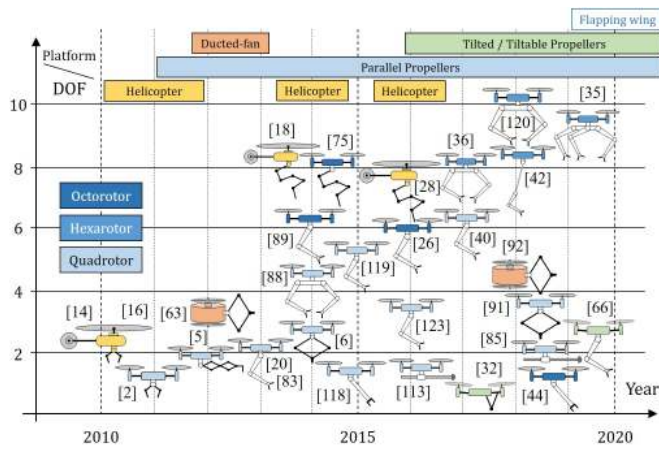 Flapping wing
Ducted-fan
Tilted / Tiltable Propellers
Platform
Parallel Propellers
DOF
Helicopter
Helicopter
Helicopter
10
[35]
[120]
[18]
[75]
[36]
8
[28]
[42]
Octorotor
Hexarotor
Quadrotor
6
[89]
[119]
[26]
[40]
[92]
[88]
4
[14]
[16]
[63]
[91]
[66]
[5]
[6]
[123]
[85]
2
[20]
[2]
[83]
[118]
[113]
[32]
[44]
Year
0
2010
2015
2020